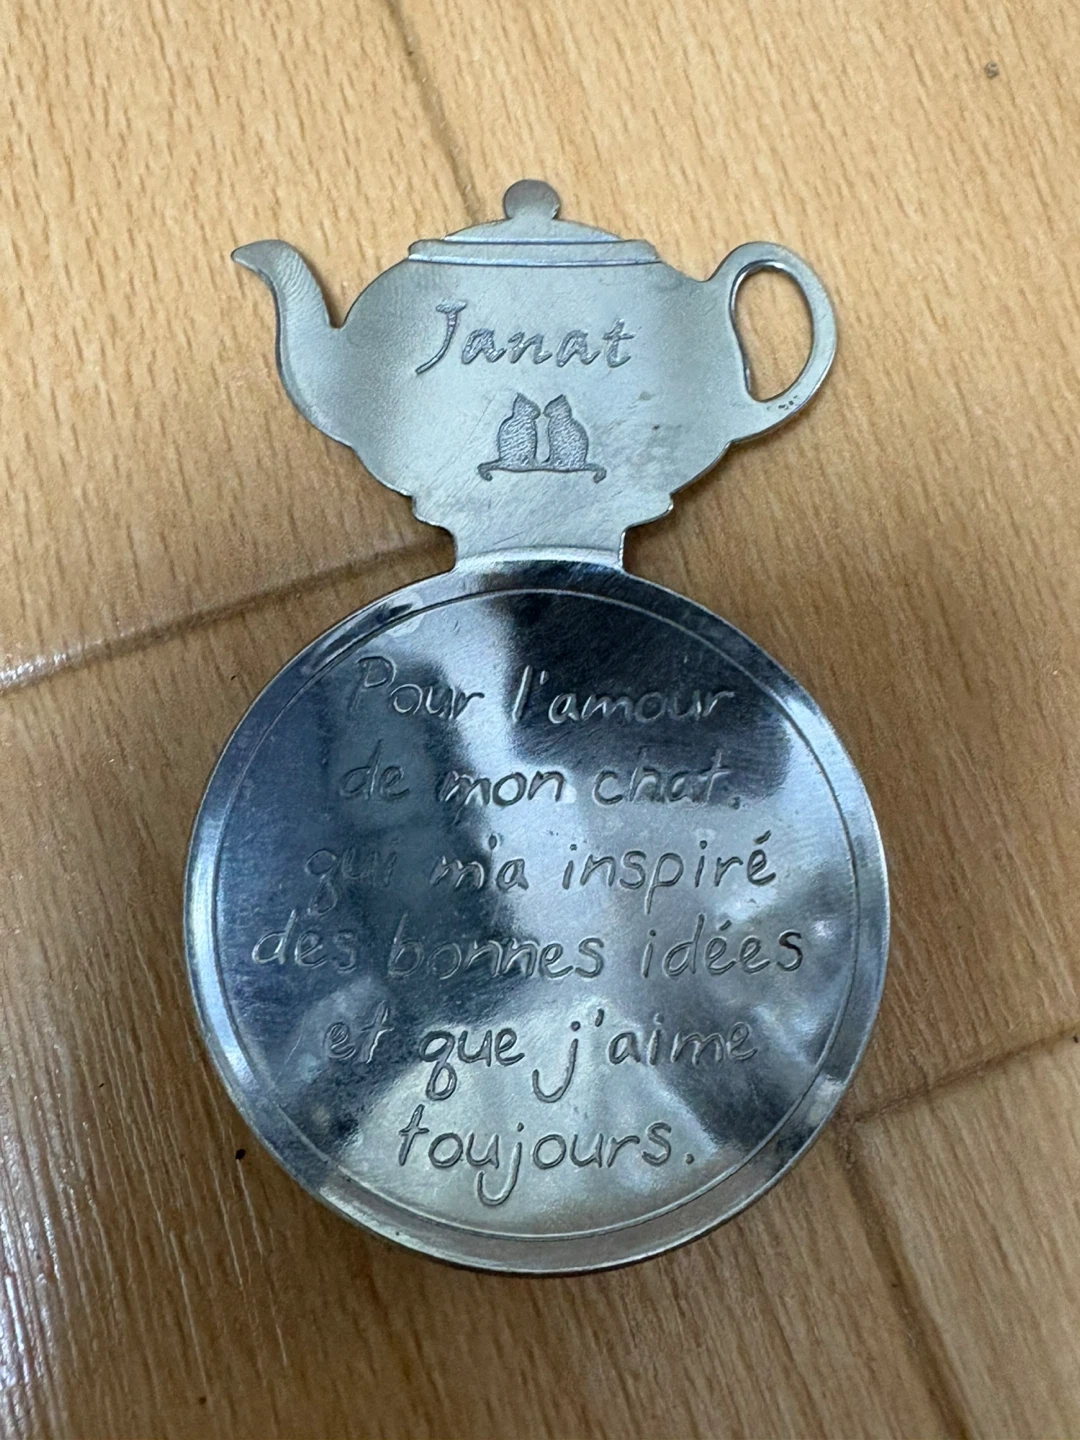 Janat
Pour l'amour
de mon chat,
qui m'a inspiré
des bonnes idées
et que j'aime
toujours.